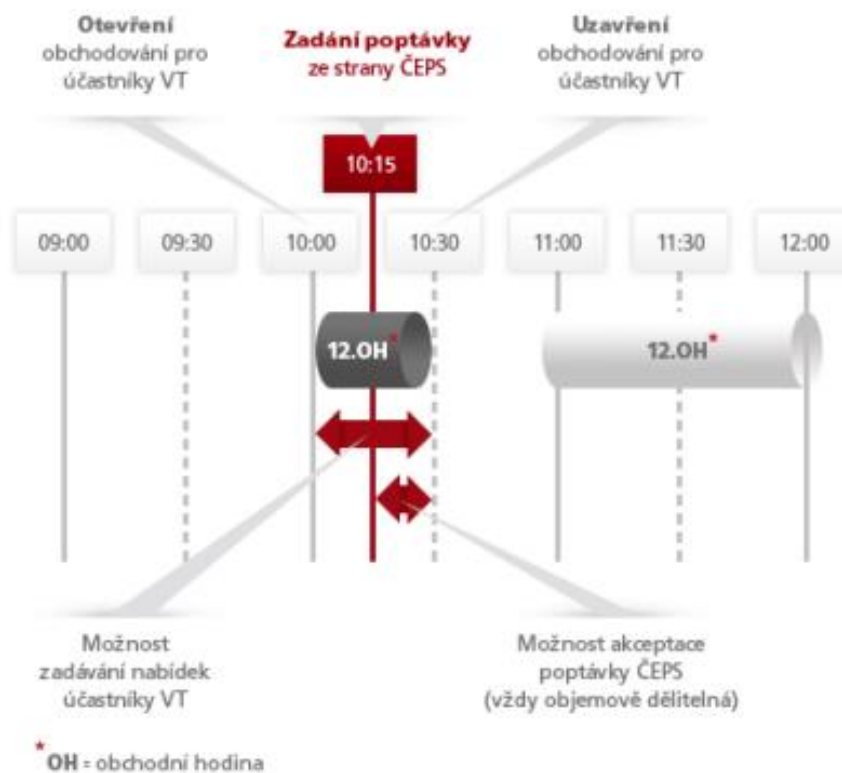 Otevření
obchodování pro
účastníky VT
Zadání poptávky
ze strany ČEPS
Uzavření
obchodování pro
účastníky VT
10:15
09:00
09:30
10:00
10:30
11:00
11:30
12:00
12.OH*
12.OH*
Možnost
zadávání nabídek
účastníky VT
Možnost akceptace
poptávky ČEPS
(vždy objemově dělitelná)
*OH = obchodní hodina